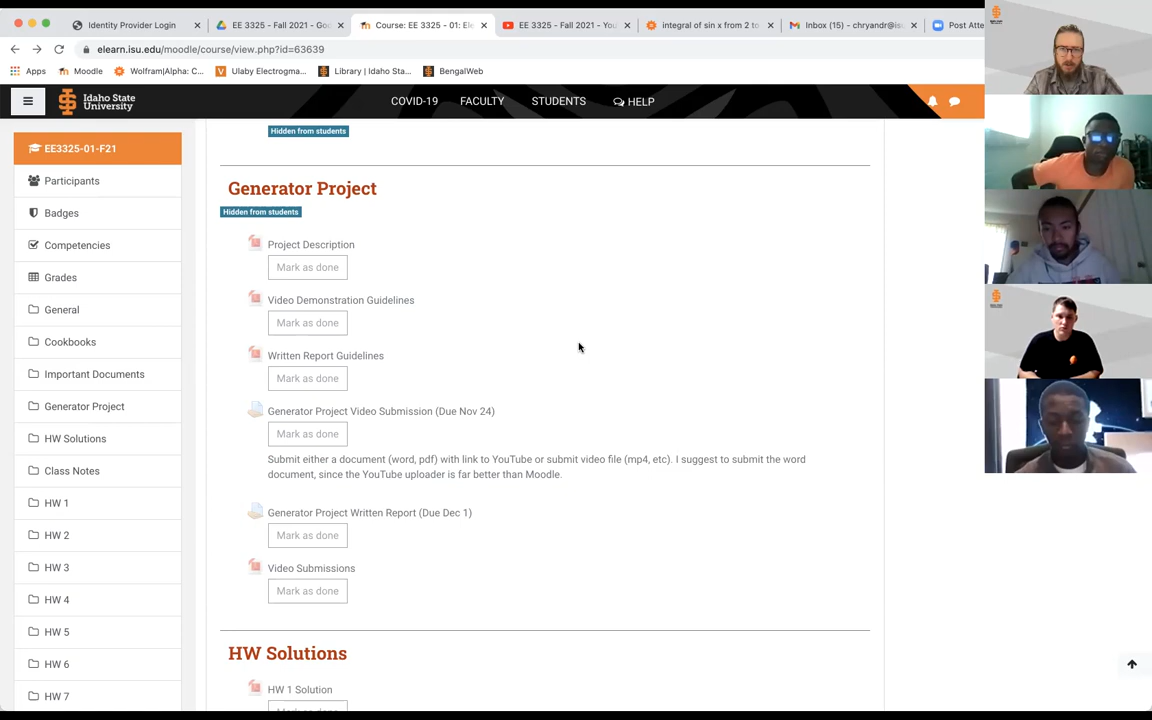 Identity Provider Login
EE 3325 - Fall 2021 - Goo
Course: EE 3325 - 01: Ele
EE 3325 - Fall 2021 - You
integral of sin x from 2 to
Inbox (15) - chryandr@isu
Post Atte
elearn.isu.edu/moodle/course/view.php?id=63639
Apps
Moodle
Wolfram|Alpha: C...
Ulaby Electrogma...
Library | Idaho Sta...
BengalWeb
Idaho State
University
COVID-19
FACULTY
STUDENTS
HELP
EE3325-01-F21
Participants
Badges
Competencies
Grades
General
Cookbooks
Important Documents
Generator Project
HW Solutions
Class Notes
HW 1
HW 2
HW 3
HW 4
HW 5
HW 6
HW 7
Hidden from students
Generator Project
Hidden from students
Project Description
Mark as done
Video Demonstration Guidelines
Mark as done
Written Report Guidelines
Mark as done
Generator Project Video Submission (Due Nov 24)
Mark as done
Submit either a document (word, pdf) with link to YouTube or submit video file (mp4, etc). I suggest to submit the word
document, since the YouTube uploader is far better than Moodle.
Generator Project Written Report (Due Dec 1)
Mark as done
Video Submissions
Mark as done
HW Solutions
HW 1 Solution